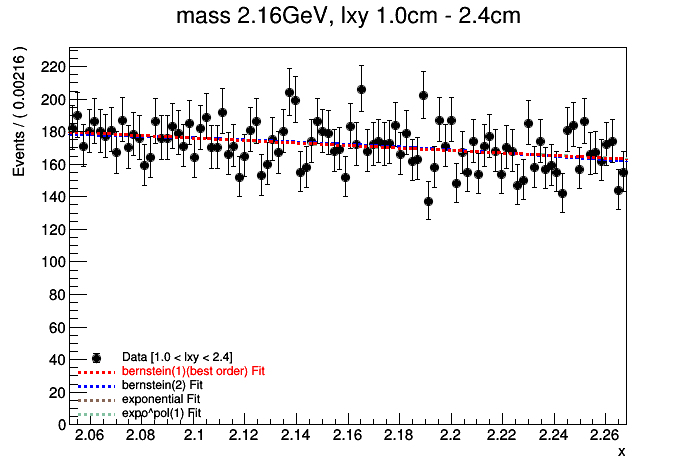 mass 2.16GeV, lxy 1.0cm - 2.4cm
Events / ( 0.00216 )
220
200
180
160
140
120
100
80
60
40
20
0
Data [1.0 < lxy < 2.4]
bernstein(1)(best order) Fit
bernstein(2) Fit
exponential Fit
expo^pol(1) Fit
2.06 2.08 2.1 2.12 2.14 2.16 2.18 2.2 2.22 2.24 2.26
x